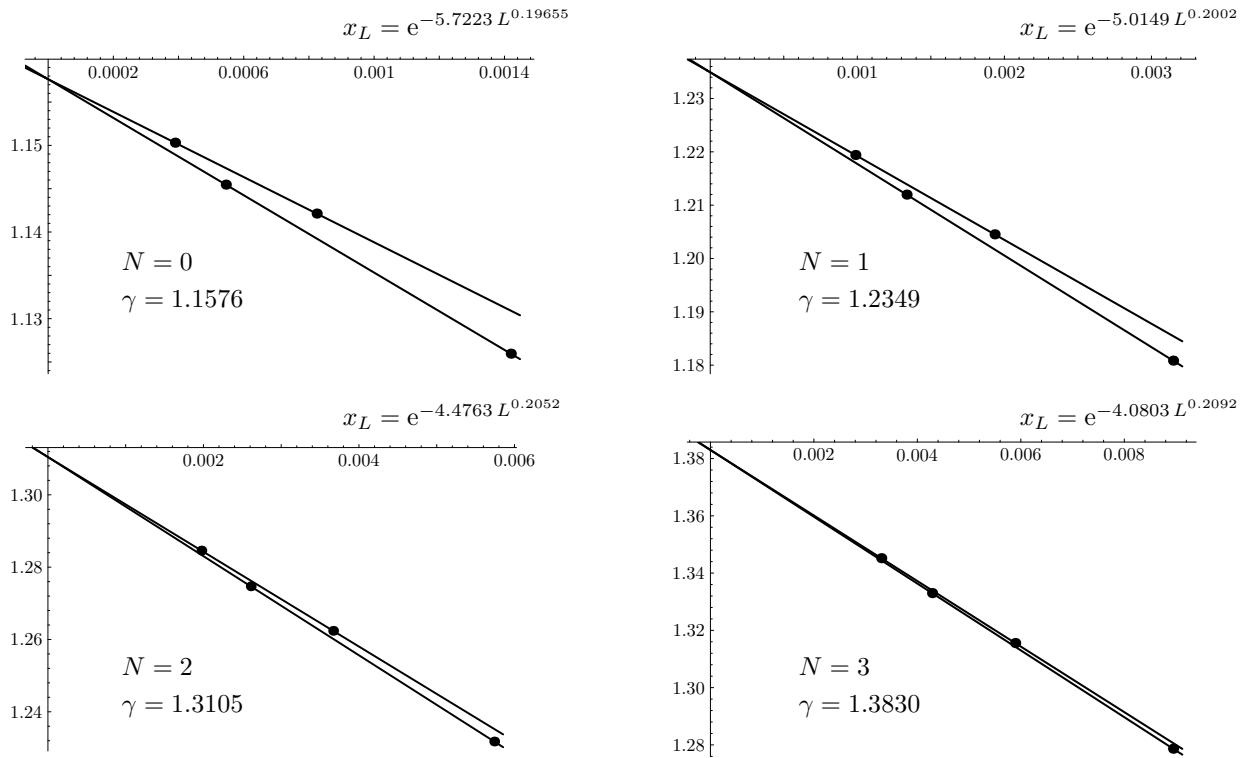 x_L = e^{−5.7223 L^{0.19655}}
0.0002 0.0006 0.001 0.0014
1.15
1.14
1.13
N = 0
γ = 1.1576
x_L = e^{−5.0149 L^{0.2002}}
0.001 0.002 0.003
1.23
1.22
1.21
1.20
1.19
1.18
N = 1
γ = 1.2349
x_L = e^{−4.4763 L^{0.2052}}
0.002 0.004 0.006
1.30
1.28
1.26
1.24
N = 2
γ = 1.3105
x_L = e^{−4.0803 L^{0.2092}}
0.002 0.004 0.006 0.008
1.38
1.36
1.34
1.32
1.30
1.28
N = 3
γ = 1.3830